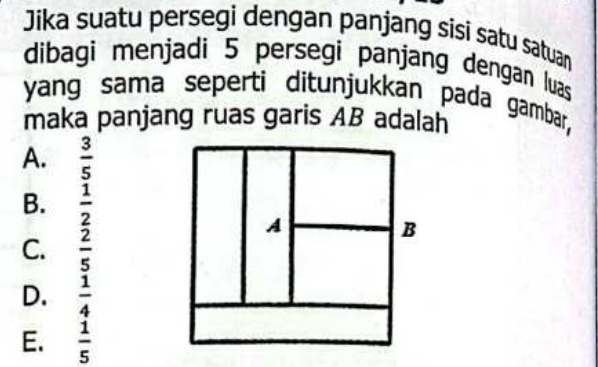 Jika suatu persegi dengan panjang sisi satu satuan
dibagi menjadi 5 persegi panjang dengan luas
yang sama seperti ditunjukkan pada gambar,
maka panjang ruas garis AB adalah
A. 3/5
B. 1/2
C. 2/5
D. 1/4
E. 1/5
A
B